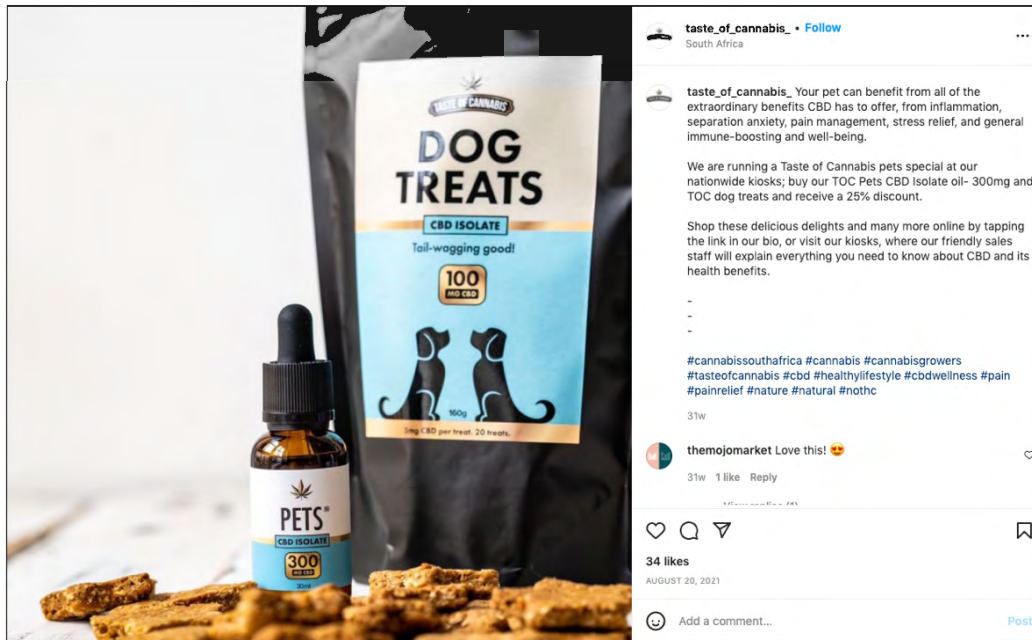 TASTE OF CANNABIS
DOG
TREATS
CBD ISOLATE
Tail-wagging good!
100
MG CBD
160g
5mg CBD per treat. 20 treats.
PETS
CBD ISOLATE
300
MG CBD
30ml
taste_of_cannabis_ • Follow
South Africa
taste_of_cannabis_ Your pet can benefit from all of the
extraordinary benefits CBD has to offer, from inflammation,
separation anxiety, pain management, stress relief, and general
immune-boosting and well-being.
We are running a Taste of Cannabis pets special at our
nationwide kiosks; buy our TOC Pets CBD Isolate oil- 300mg and
TOC dog treats and receive a 25% discount.
Shop these delicious delights and many more online by tapping
the link in our bio, or visit our kiosks, where our friendly sales
staff will explain everything you need to know about CBD and its
health benefits.
-
-
-
#cannabissouthafrica #cannabis #cannabisgrowers
#tasteofcannabis #cbd #healthylifestyle #cbdwellness #pain
#painrelief #nature #natural #nothc
31w
themojomarket Love this! 😍
31w 1 like Reply
View replies (1)
34 likes
AUGUST 20, 2021
Add a comment...
Post